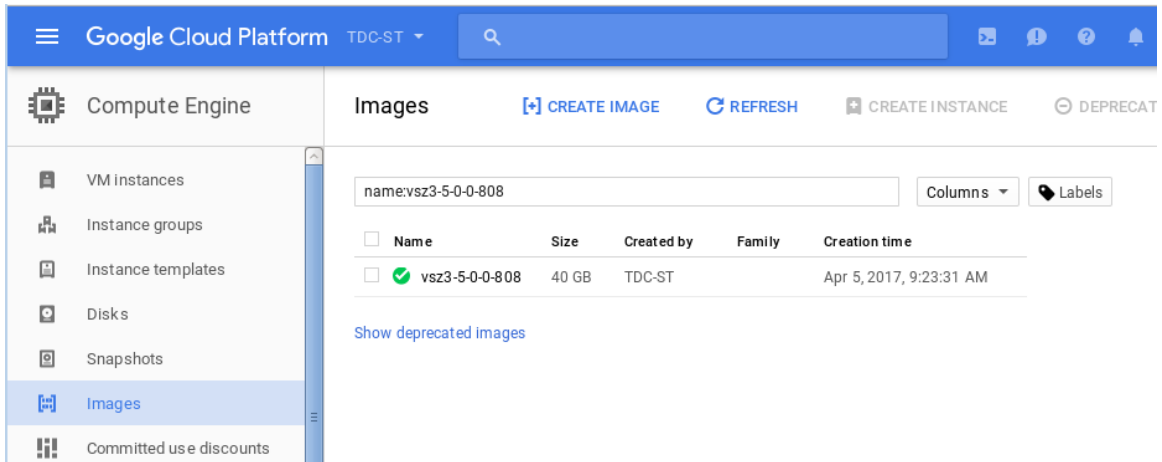 Google Cloud Platform TDC-ST
Compute Engine
Images CREATE IMAGE REFRESH CREATE INSTANCE DEPRECAT
VM instances
Instance groups
Instance templates
Disks
Snapshots
Images
Committed use discounts
name:vsz3-5-0-0-808 Columns Labels
Name Size Created by Family Creation time
vsz3-5-0-0-808 40 GB TDC-ST Apr 5, 2017, 9:23:31 AM
Show deprecated images